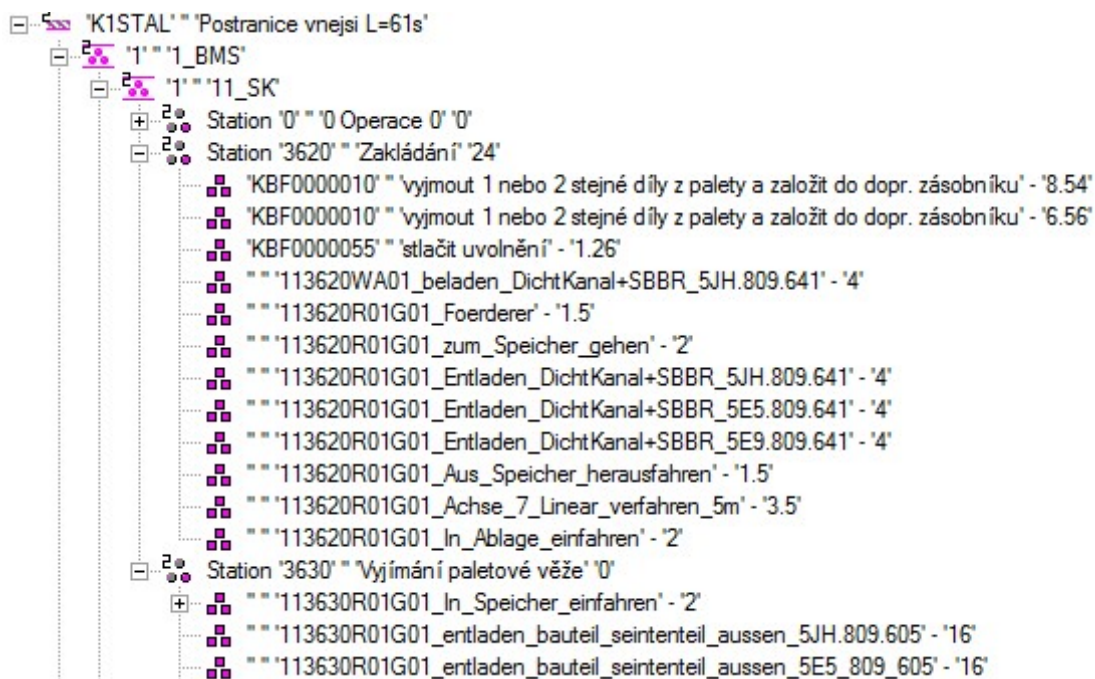 'K1STAL' '' 'Postranice vnejsi L=61s'
'1' '' '1_BMS'
'1' '' '11_SK'
Station '0' '' '0 Operace 0' '0'
Station '3620' '' 'Zakládání' '24'
'KBF0000010' '' 'vyjmout 1 nebo 2 stejné díly z palety a založit do dopr. zásobníku' - '8.54'
'KBF0000010' '' 'vyjmout 1 nebo 2 stejné díly z palety a založit do dopr. zásobníku' - '6.56'
'KBF0000055' '' 'stlačit uvolnění' - '1.26'
'' '' '113620WA01_beladen_DichtKanal+SBBR_5JH.809.641' - '4'
'' '' '113620R01G01_Foerderer' - '1.5'
'' '' '113620R01G01_zum_Speicher_gehen' - '2'
'' '' '113620R01G01_Entladen_DichtKanal+SBBR_5JH.809.641' - '4'
'' '' '113620R01G01_Entladen_DichtKanal+SBBR_5E5.809.641' - '4'
'' '' '113620R01G01_Entladen_DichtKanal+SBBR_5E9.809.641' - '4'
'' '' '113620R01G01_Aus_Speicher_herausfahren' - '1.5'
'' '' '113620R01G01_Achse_7_Linear_verfahren_5m' - '3.5'
'' '' '113620R01G01_In_Ablage_einfahren' - '2'
Station '3630' '' 'Vyjímání paletové věže' '0'
'' '' '113630R01G01_In_Speicher_einfahren' - '2'
'' '' '113630R01G01_entladen_bauteil_seintenteil_aussen_5JH.809.605' - '16'
'' '' '113630R01G01_entladen_bauteil_seintenteil_aussen_5E5_809_605' - '16'